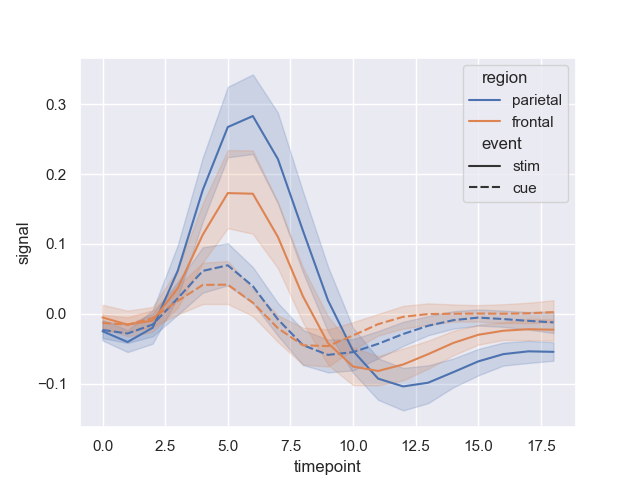 region
parietal
frontal
event
stim
cue
signal
0.3
0.2
0.1
0.0
−0.1
0.0 2.5 5.0 7.5 10.0 12.5 15.0 17.5
timepoint